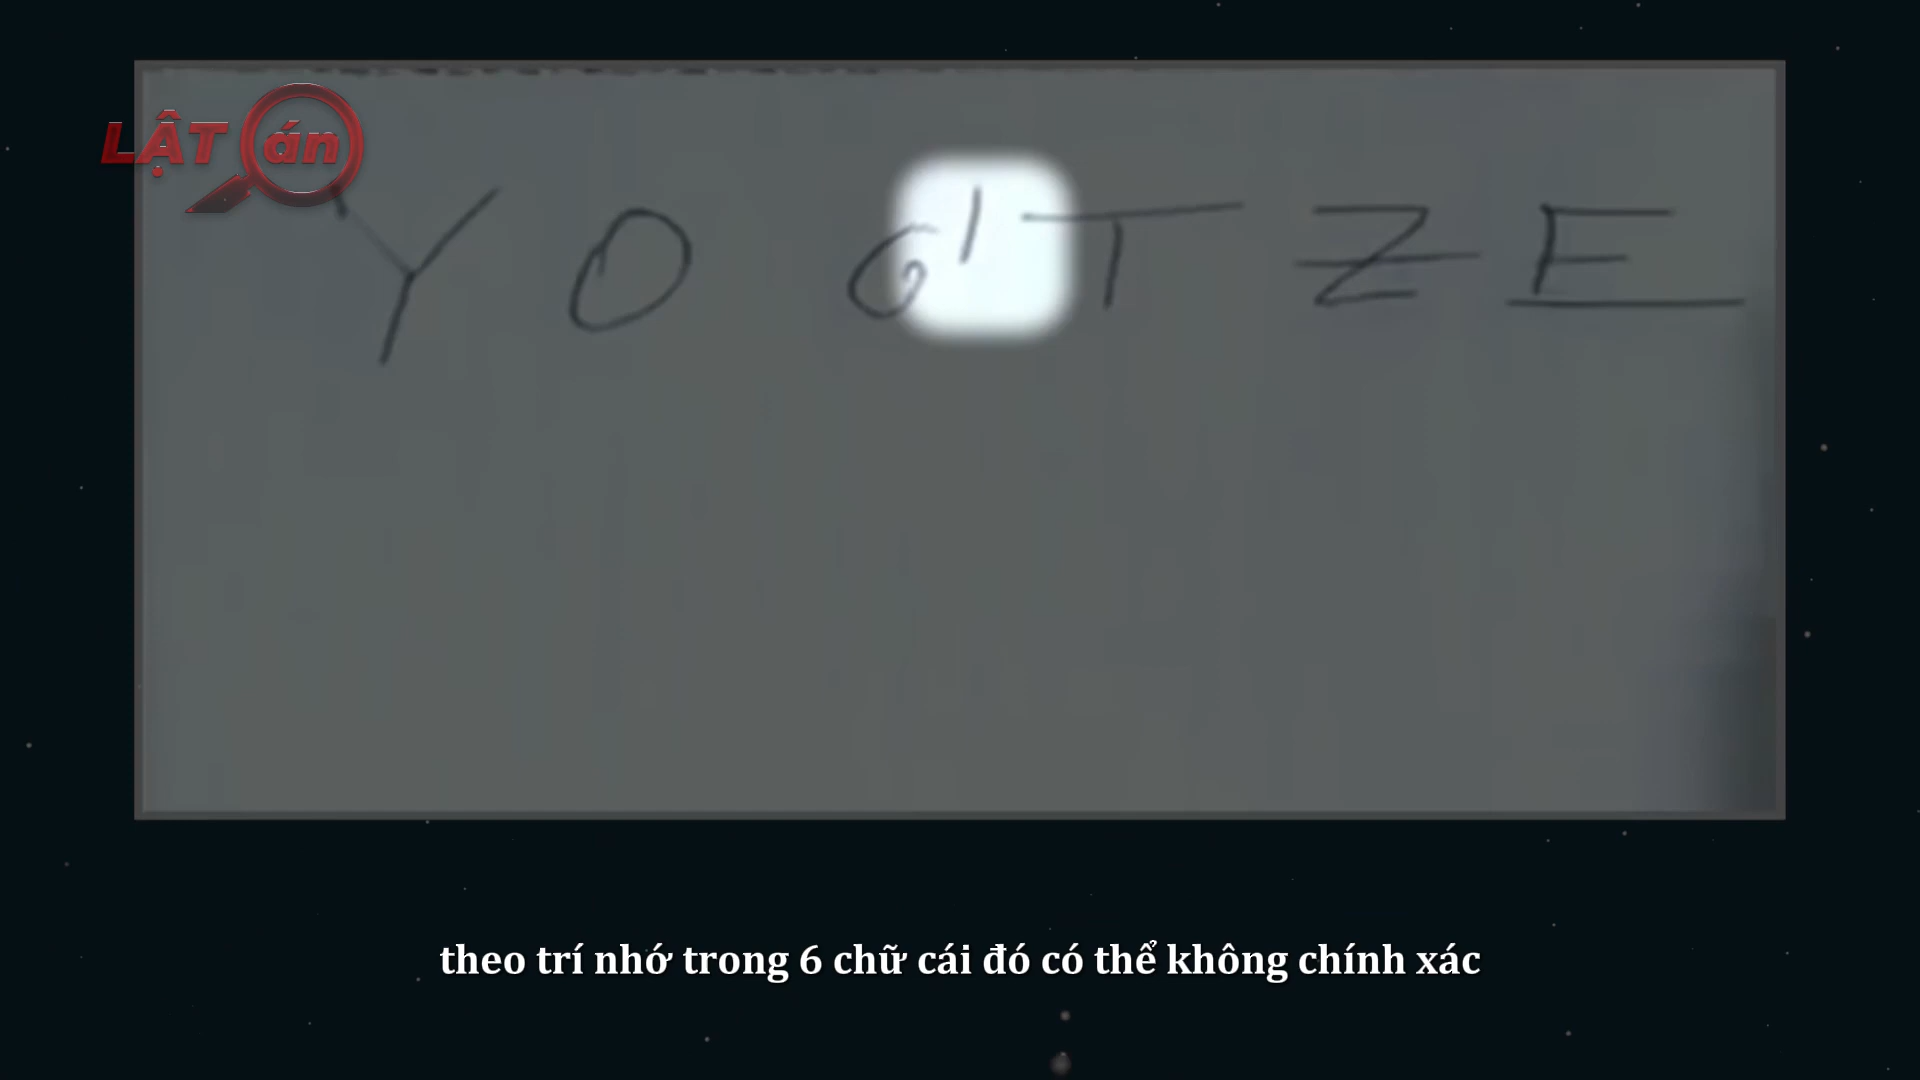 LẬT án
Y O G'T Z E
theo trí nhớ trong 6 chữ cái đó có thể không chính xác